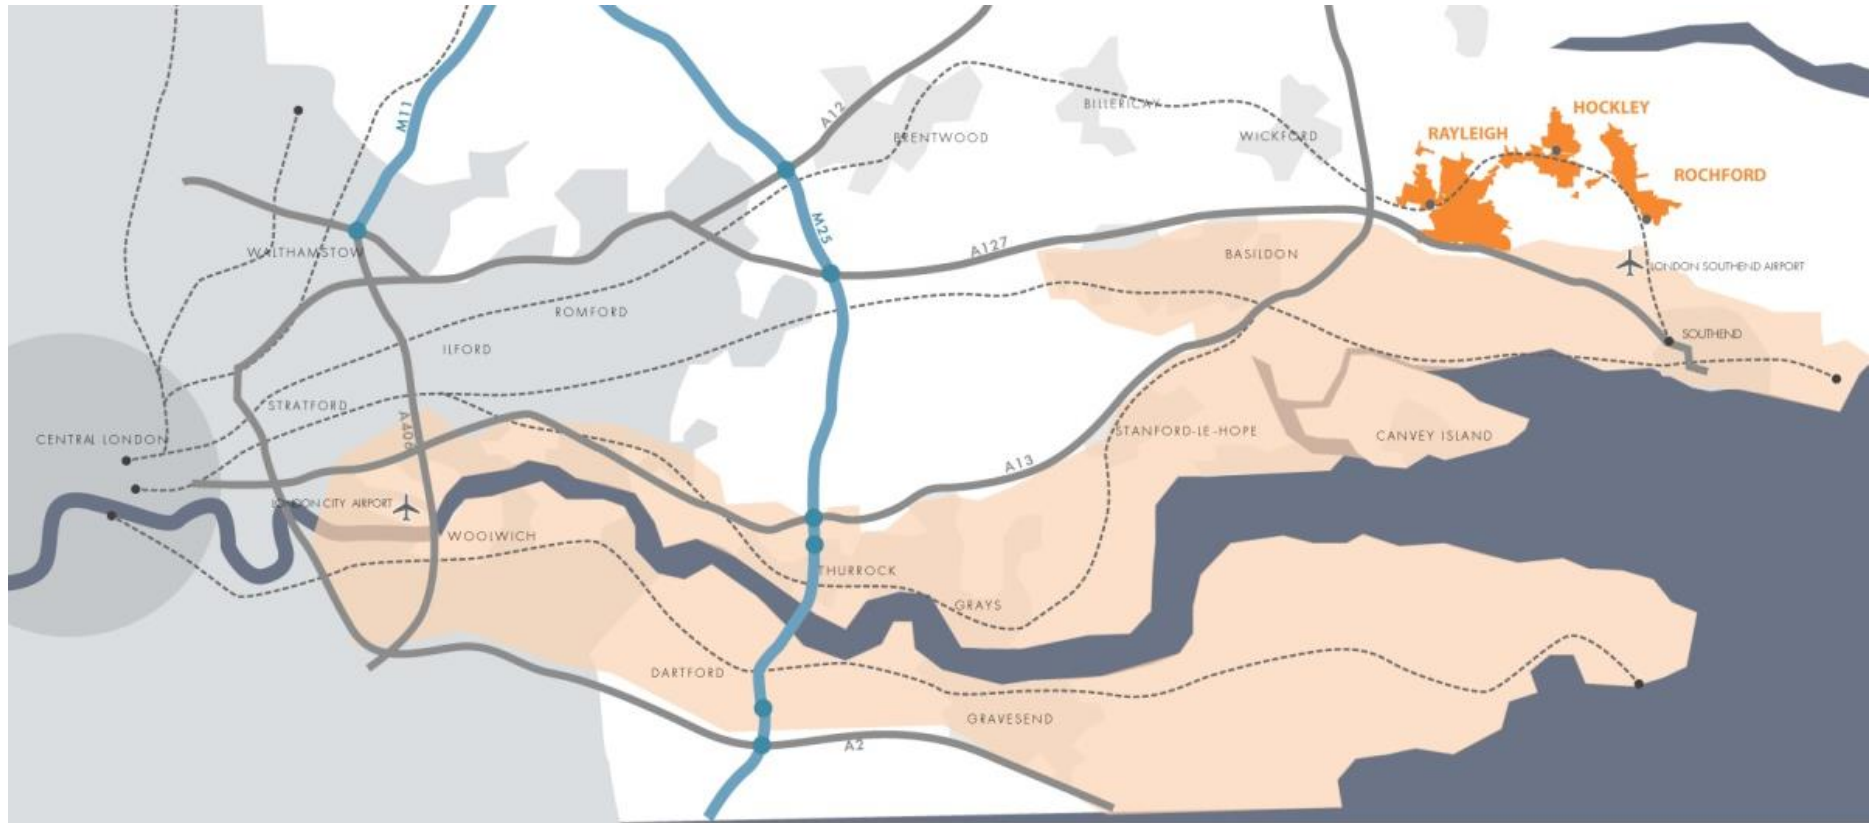 HOCKLEY
A12
M11
BILLERICAY
RAYLEIGH
BRENTWOOD
WICKFORD
ROCHFORD
M25
A127
WALTHAMSTOW
BASILDON
LONDON SOUTHEND AIRPORT
ROMFORD
SOUTHEND
ILFORD
STRATFORD
A406
STANFORD-LE-HOPE
CANVEY ISLAND
CENTRAL LONDON
A13
LONDON CITY AIRPORT
WOOLWICH
THURROCK
GRAYS
DARTFORD
GRAVESEND
A2